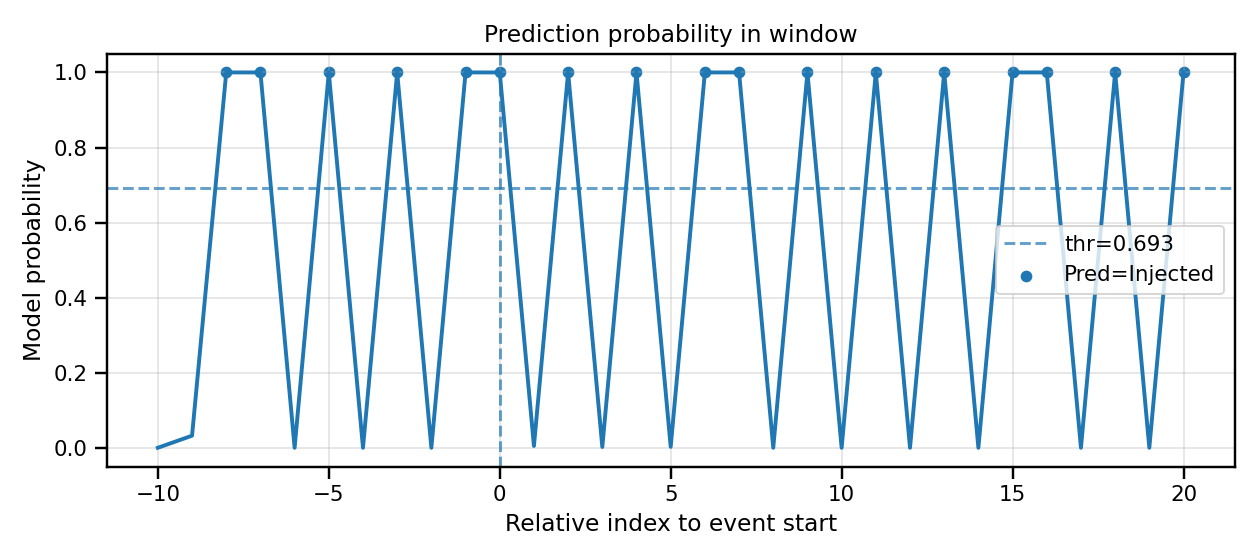 Prediction probability in window
Model probability
1.0
0.8
0.6
0.4
0.2
0.0
thr=0.693
Pred=Injected
−10 −5 0 5 10 15 20
Relative index to event start